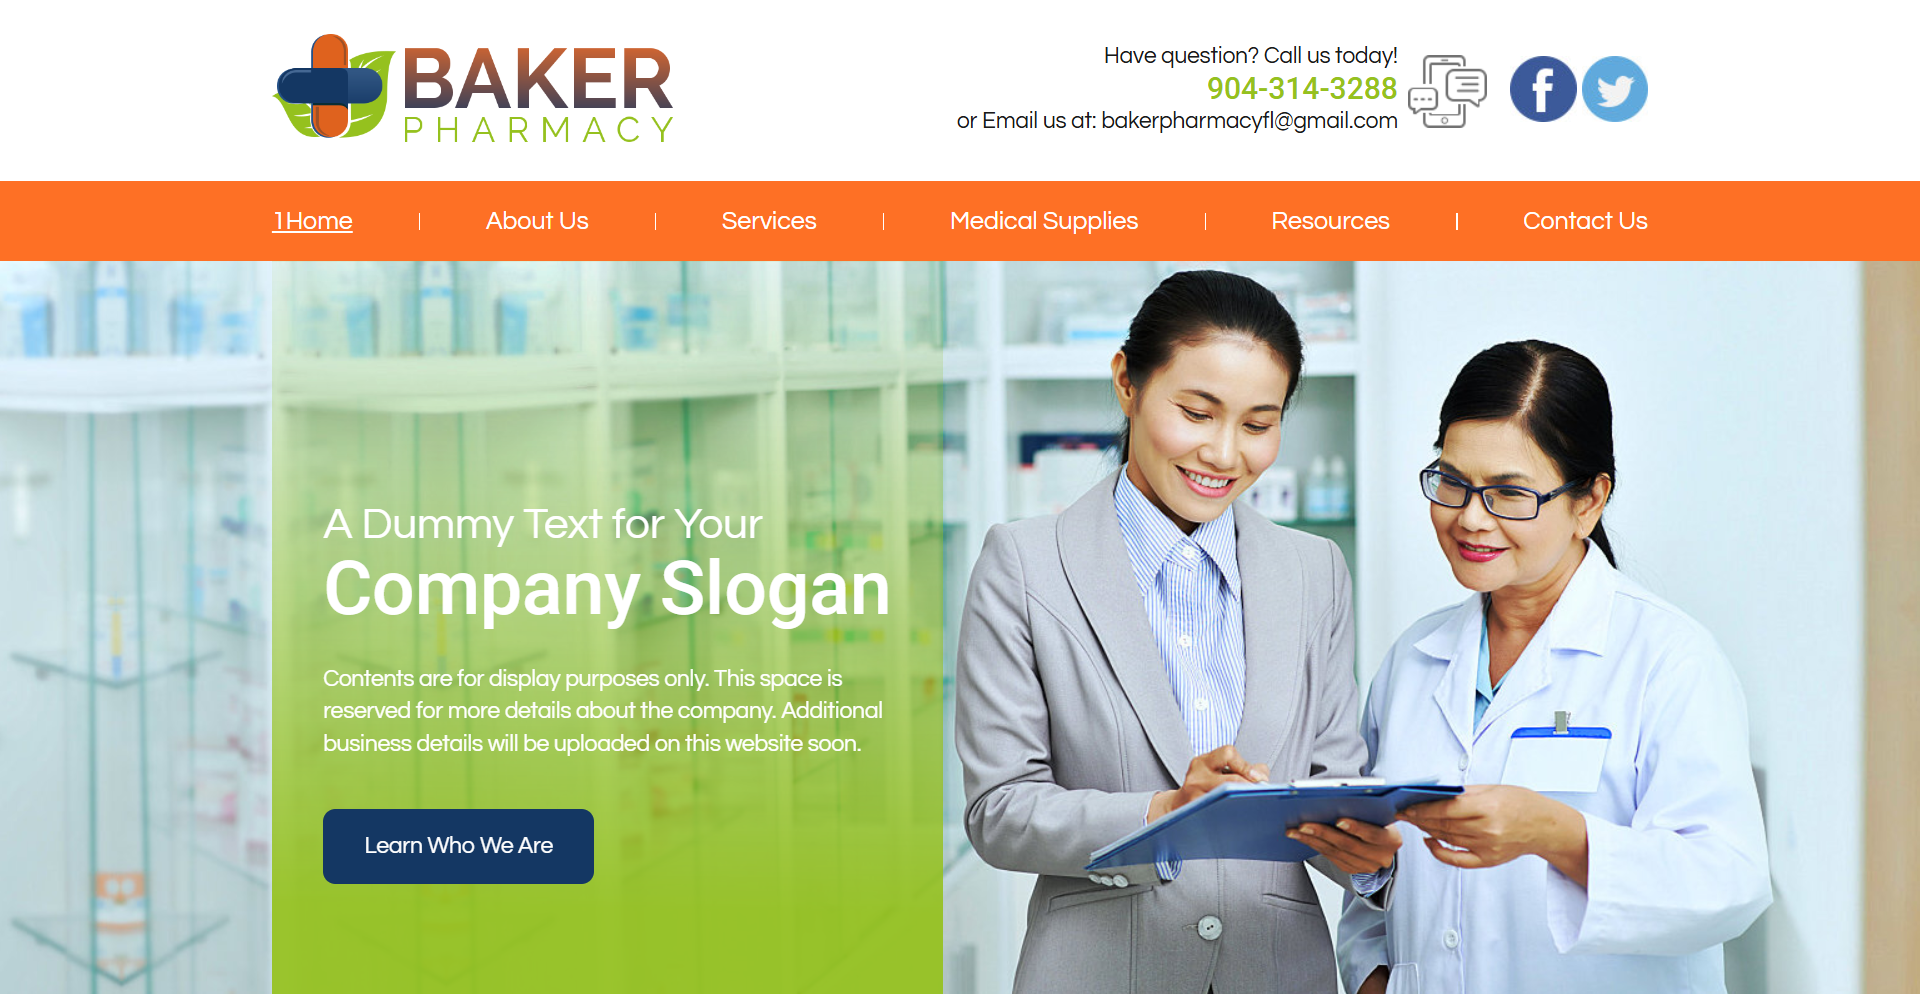 BAKER
PHARMACY
Have question? Call us today!
904-314-3288
or Email us at: bakerpharmacyfl@gmail.com
1Home
About Us
Services
Medical Supplies
Resources
Contact Us
A Dummy Text for Your
Company Slogan
Contents are for display purposes only. This space is
reserved for more details about the company. Additional
business details will be uploaded on this website soon.
Learn Who We Are